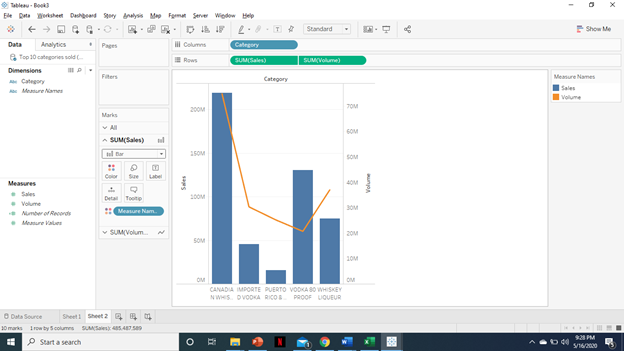 Tableau - Book3
File Data Worksheet Dashboard Story Analysis Map Format Server Window Help
Standard
Show Me
Data Analytics
Top 10 categories sold (...
Dimensions
Abc Category
Abc Measure Names
Measures
Sales
Volume
Number of Records
Measure Values
Pages
Filters
Marks
All
SUM(Sales)
Bar
Color Size Label
Detail Tooltip
Measure Nam..
SUM(Volum..
Columns Category
Rows SUM(Sales) SUM(Volume)
Category
200M
150M
100M
50M
0M
Sales
70M
60M
50M
40M
30M
20M
10M
0M
Volume
CANADIA IMPORTE PUERTO VODKA 80 WHISKEY
N WHIS.. D VODKA RICO &.. PROOF LIQUEUR
Measure Names
Sales
Volume
Data Source Sheet 1 Sheet 2
10 marks 1 row by 5 columns SUM(Sales): 485,487,589
Start a search
9:28 PM
5/16/2020